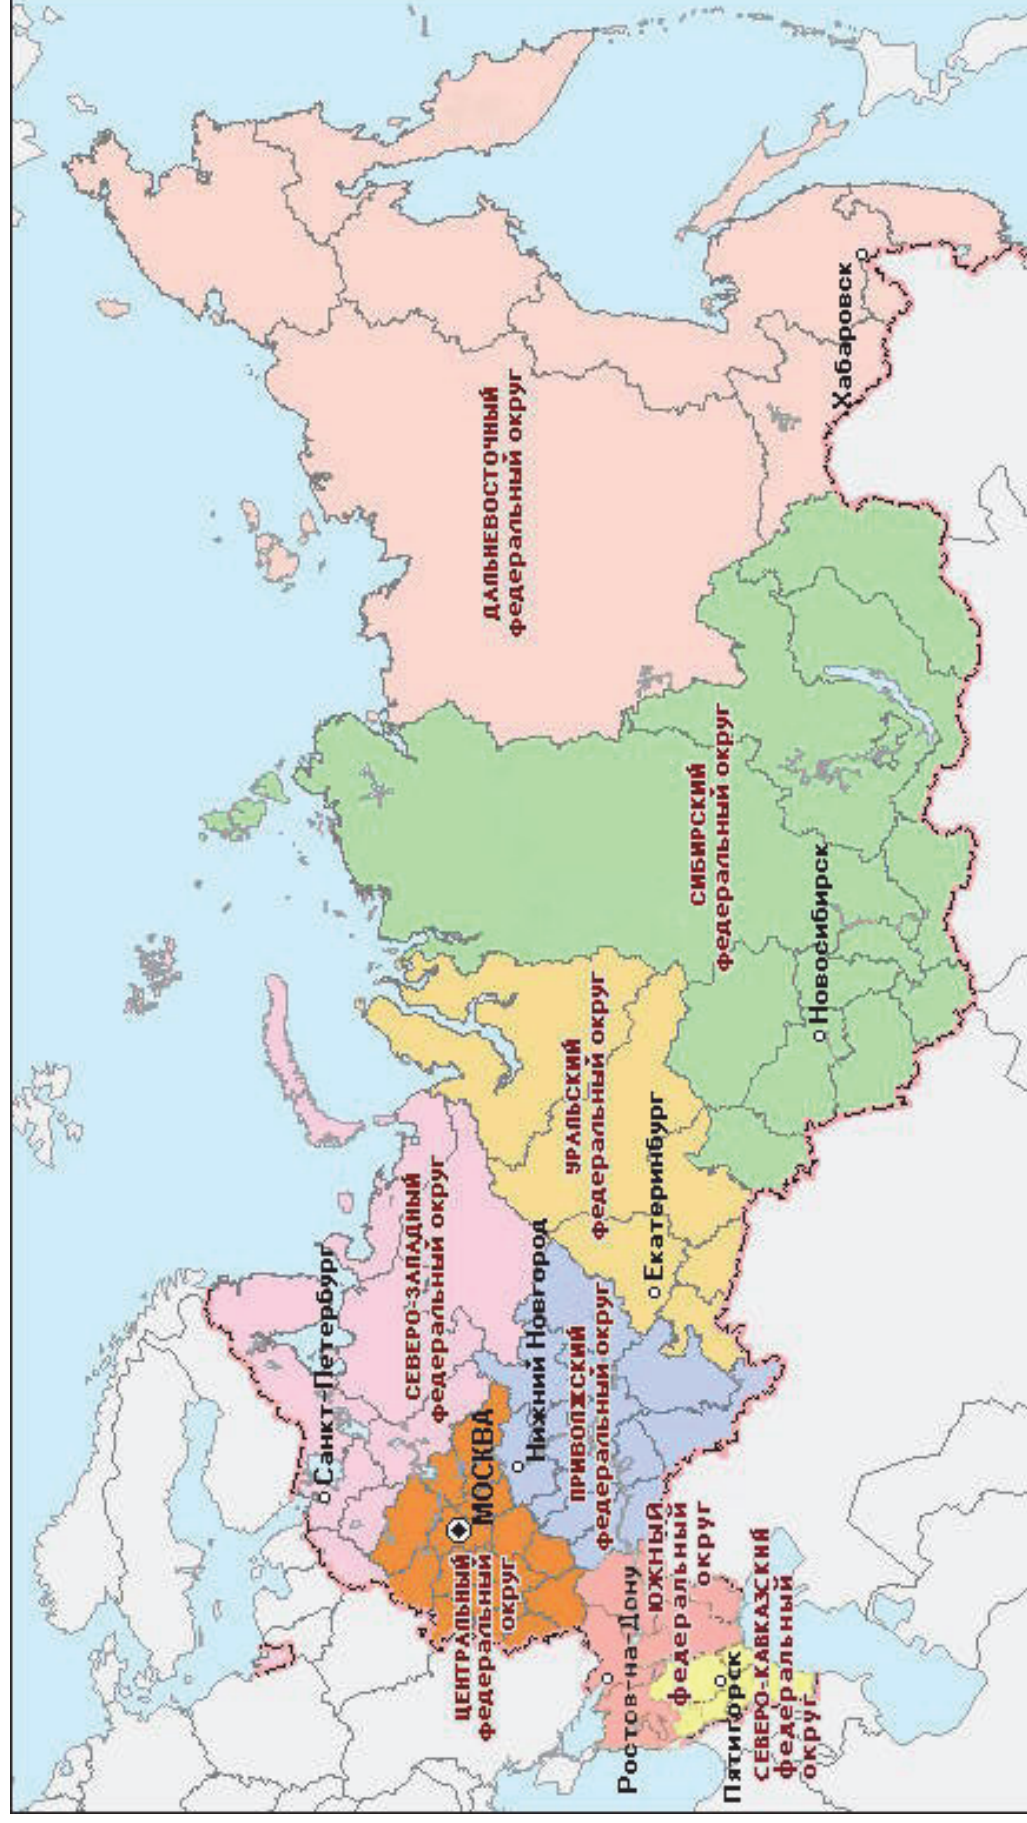 Санкт-Петербург
СЕВЕРО-ЗАПАДНЫЙ
федеральный округ
ЦЕНТРАЛЬНЫЙ
федеральный
округ
МОСКВА
Нижний Новгород
ПРИВОЛЖСКИЙ
федеральный округ
Ростов-на-Дону
ЮЖНЫЙ
федеральный
округ
Пятигорск
СЕВЕРО-КАВКАЗСКИЙ
федеральный
округ
УРАЛЬСКИЙ
федеральный округ
Екатеринбург
СИБИРСКИЙ
федеральный округ
Новосибирск
ДАЛЬНЕВОСТОЧНЫЙ
федеральный округ
Хабаровск